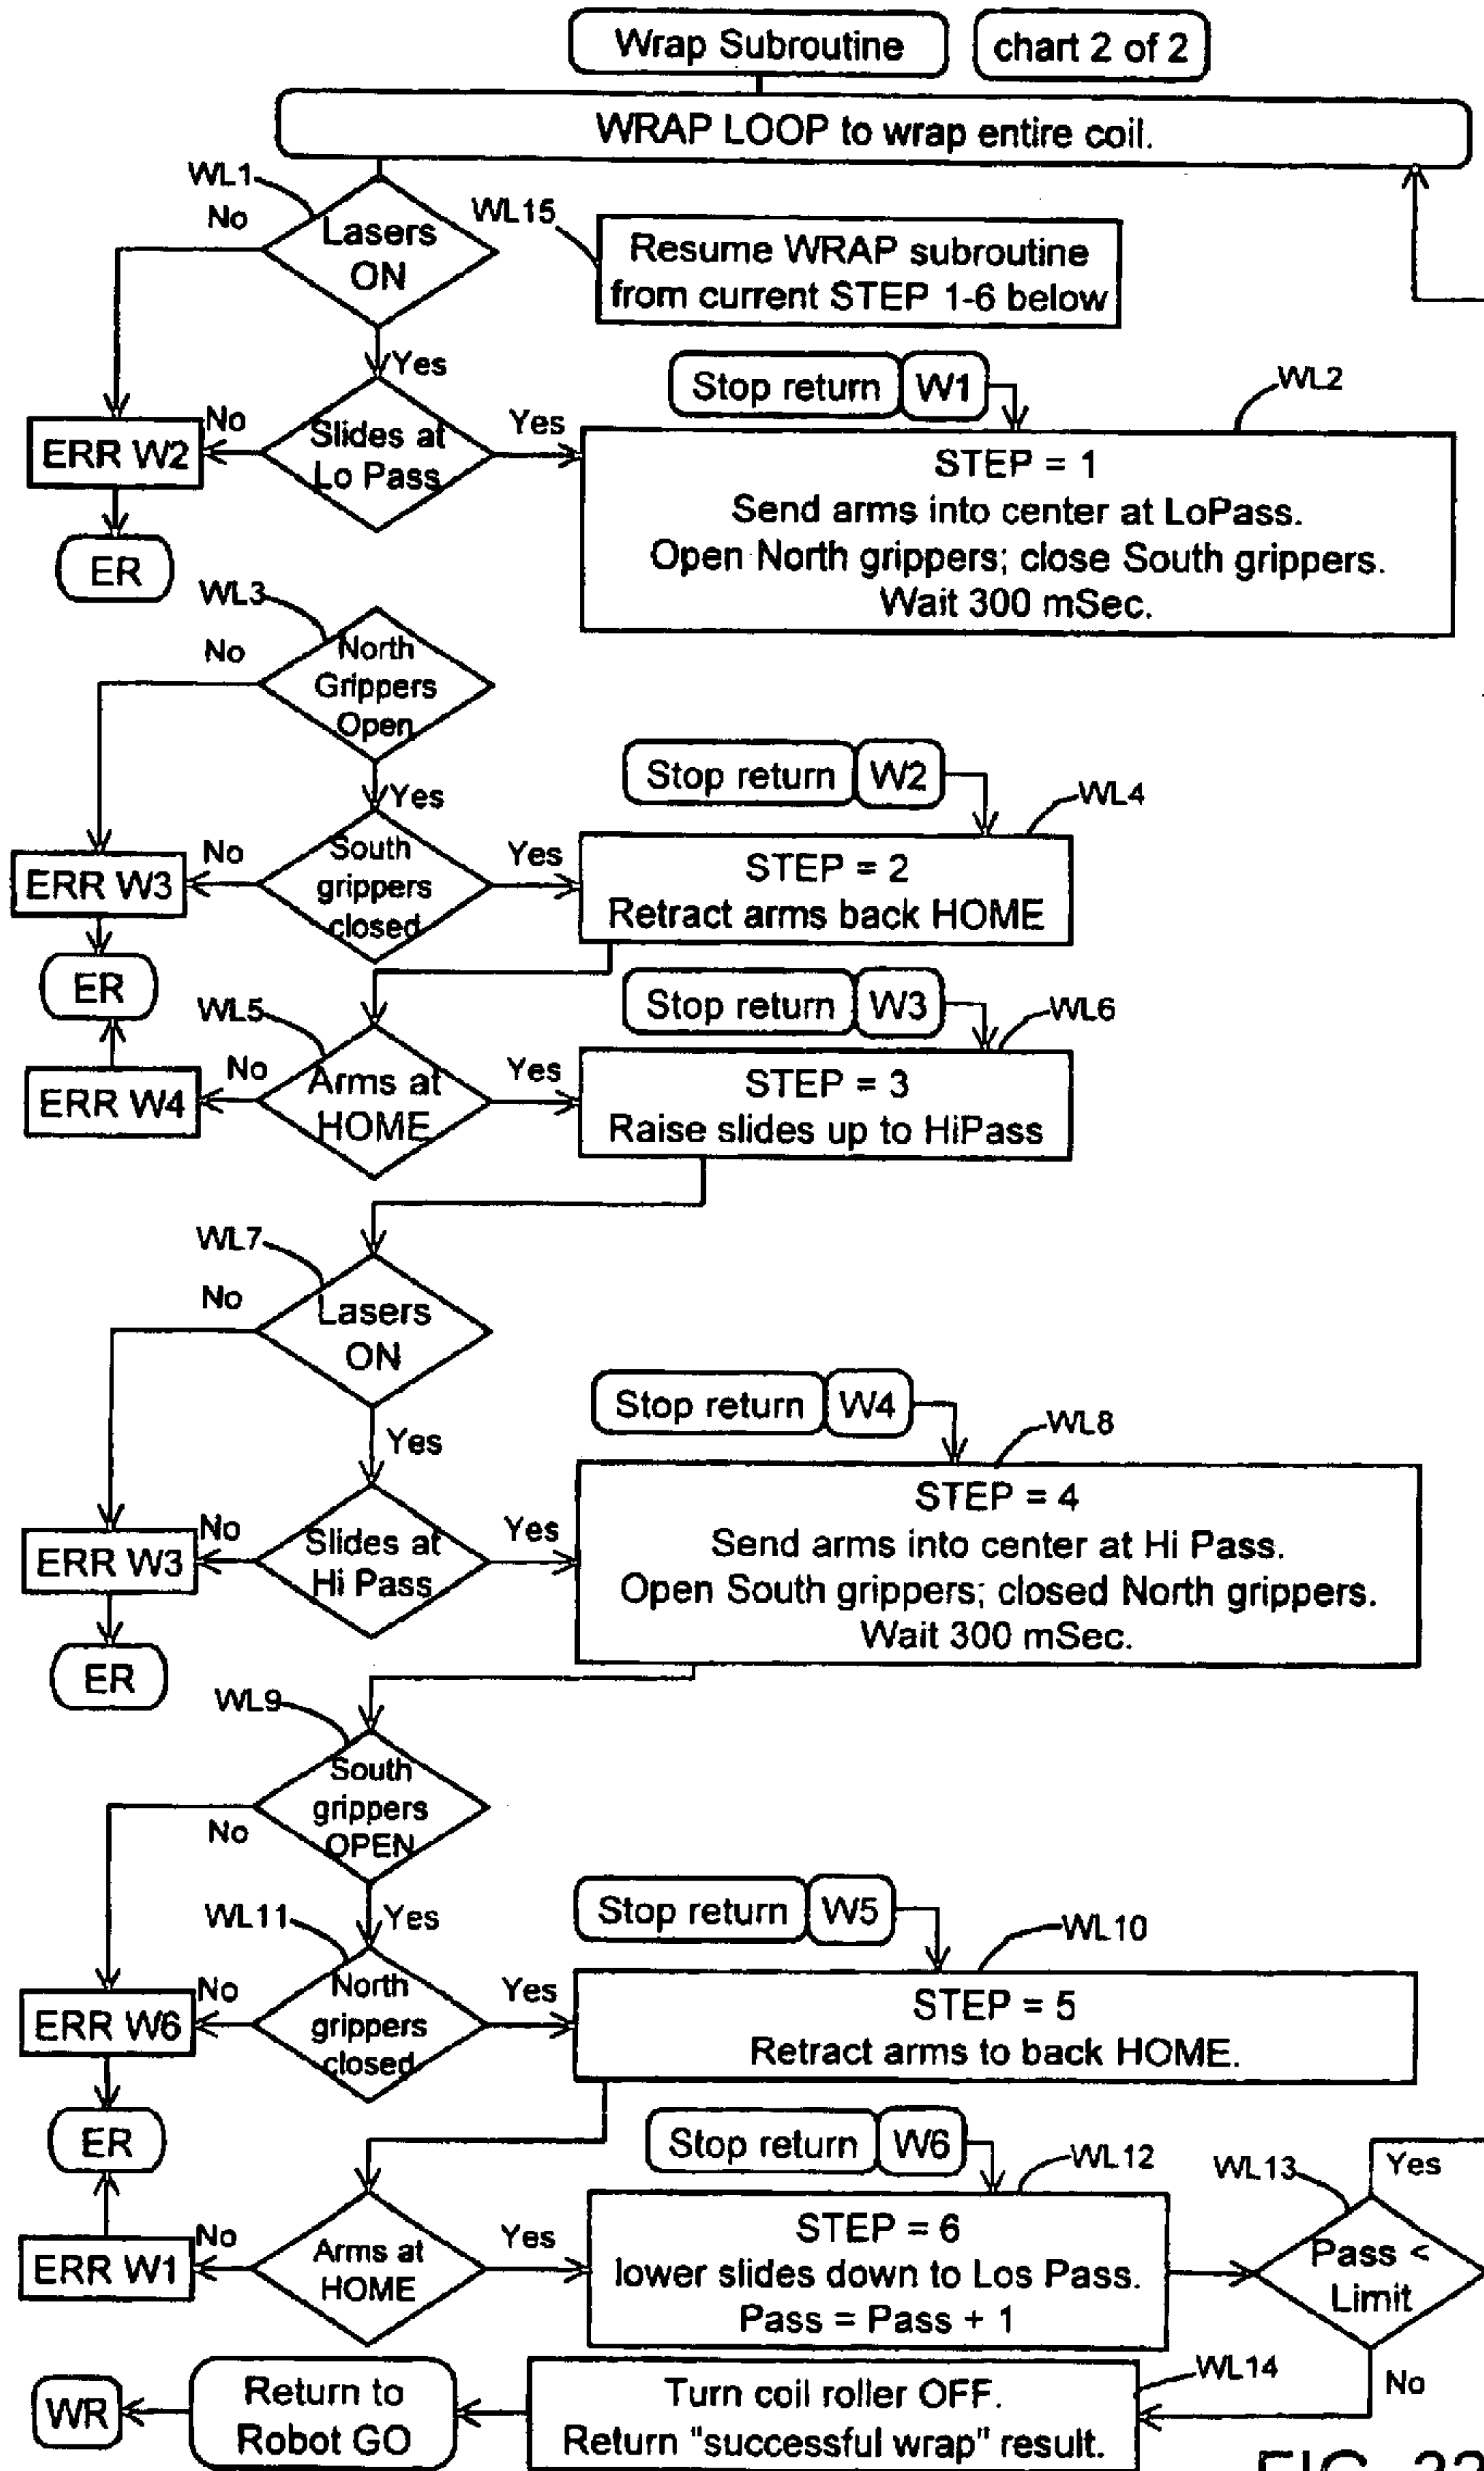 Wrap Subroutine
chart 2 of 2
WRAP LOOP to wrap entire coil.
WL1
No
Lasers
ON
WL15
Resume WRAP subroutine
from current STEP 1-6 below
Yes
Stop return
W1
WL2
No
Slides at
Lo Pass
Yes
ERR W2
ER
STEP = 1
Send arms into center at LoPass.
Open North grippers; close South grippers.
Wait 300 mSec.
WL3
No
North
Grippers
Open
Yes
Stop return
W2
WL4
No
South
grippers
closed
Yes
ERR W3
ER
STEP = 2
Retract arms back HOME
Stop return
W3
WL5
WL6
No
Arms at
HOME
Yes
ERR W4
STEP = 3
Raise slides up to HiPass
WL7
No
Lasers
ON
Yes
Stop return
W4
WL8
No
Slides at
Hi Pass
Yes
ERR W3
ER
STEP = 4
Send arms into center at Hi Pass.
Open South grippers; closed North grippers.
Wait 300 mSec.
WL9
South
grippers
OPEN
No
Yes
WL11
Stop return
W5
WL10
No
North
grippers
closed
Yes
ERR W6
ER
STEP = 5
Retract arms to back HOME.
Stop return
W6
WL12
WL13
Yes
No
Arms at
HOME
Yes
ERR W1
STEP = 6
lower slides down to Los Pass.
Pass = Pass + 1
Pass <
Limit
No
WL14
Turn coil roller OFF.
Return "successful wrap" result.
Return to
Robot GO
WR